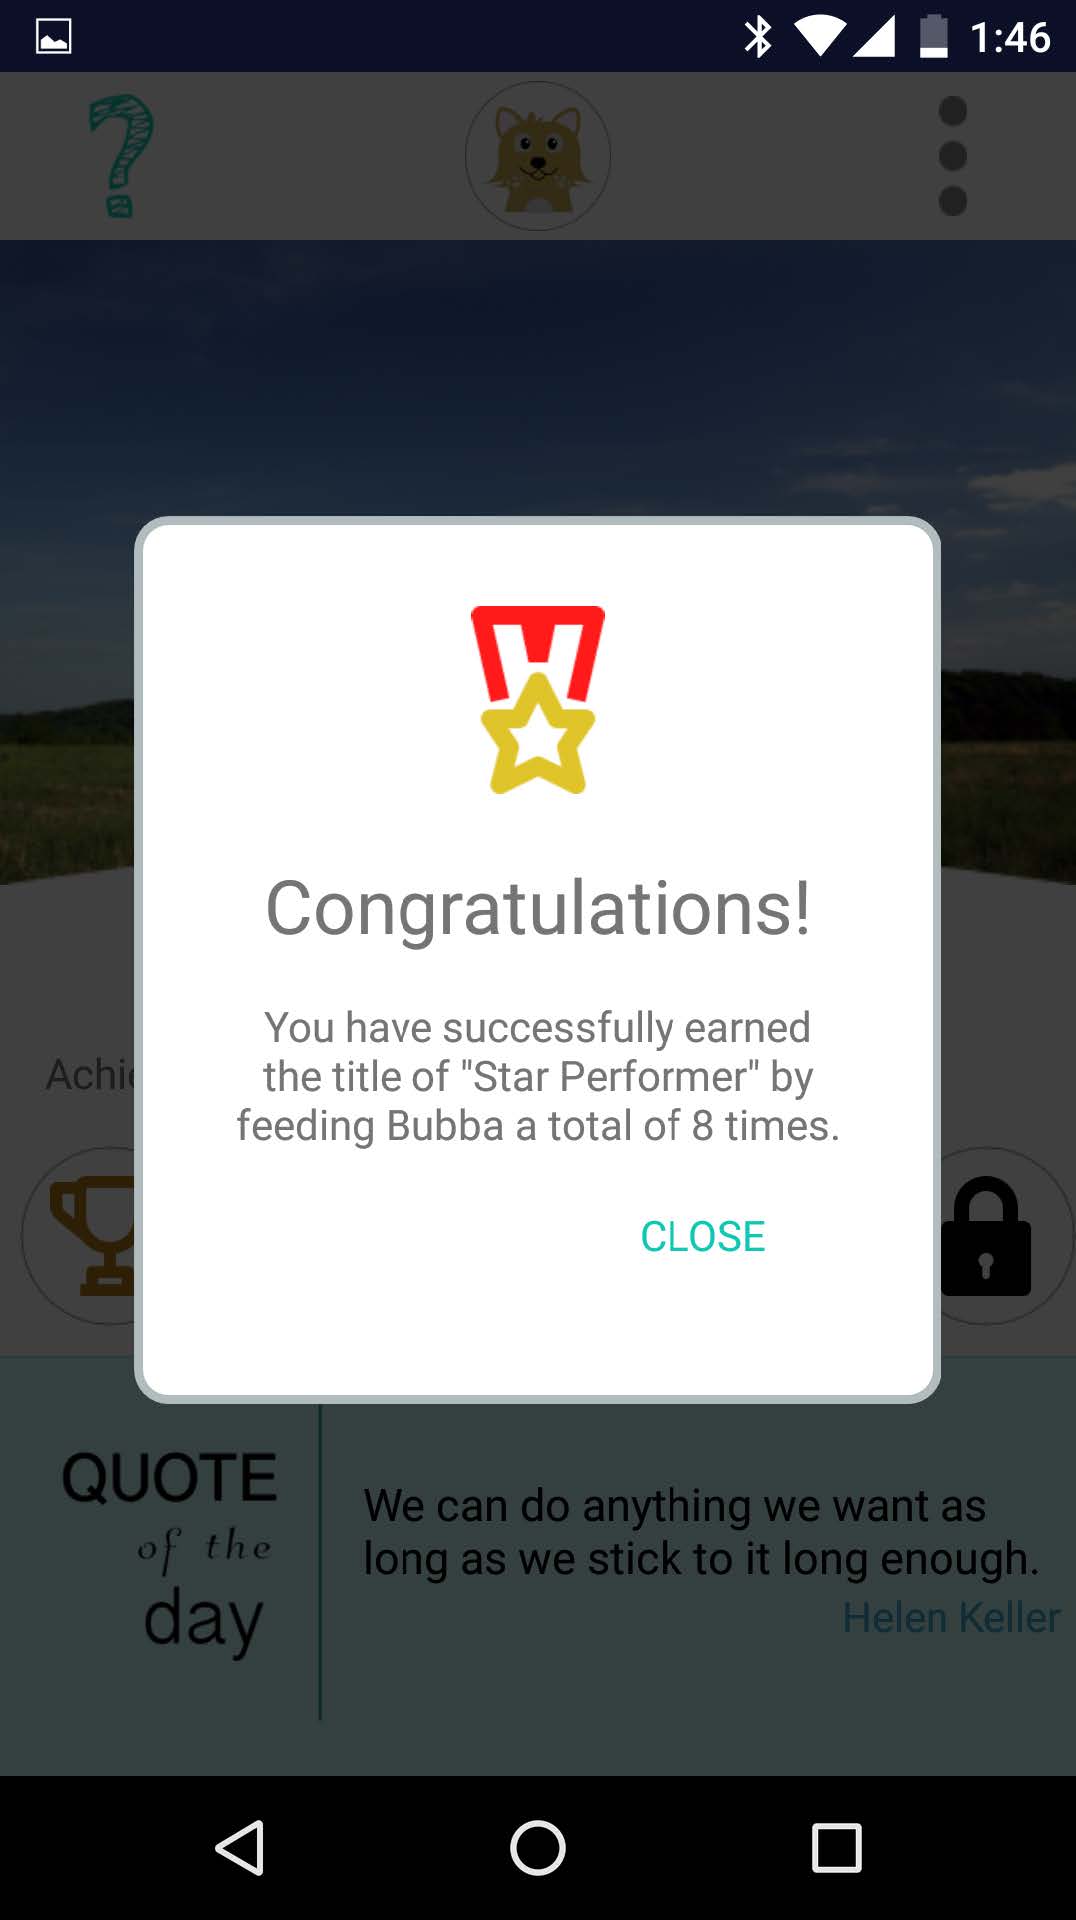 1:46
Congratulations!
You have successfully earned
the title of "Star Performer" by
feeding Bubba a total of 8 times.
CLOSE
QUOTE
of the
day
We can do anything we want as
long as we stick to it long enough.
Helen Keller